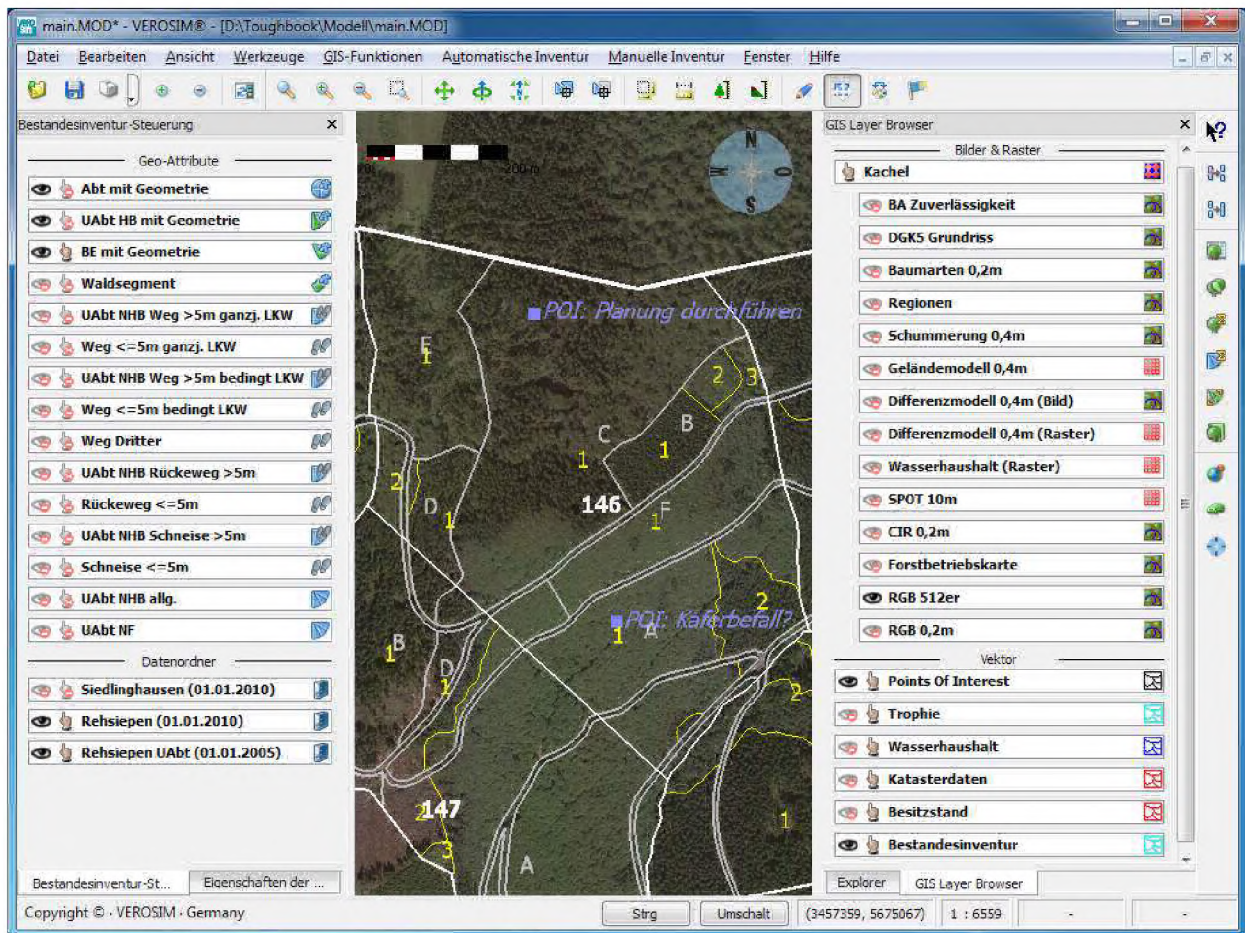 main.MOD* - VEROSIM® - [D:\Toughbook\Modell\main.MOD]
Datei Bearbeiten Ansicht Werkzeuge GIS-Funktionen Automatische Inventur Manuelle Inventur Fenster Hilfe
Bestandesinventur-Steuerung
Geo-Attribute
Abt mit Geometrie
UAbt HB mit Geometrie
BE mit Geometrie
Waldsegment
UAbt NHB Weg >5m ganzj. LKW
Weg <=5m ganzj. LKW
UAbt NHB Weg >5m bedingt LKW
Weg <=5m bedingt LKW
Weg Dritter
UAbt NHB Rückeweg >5m
Rückeweg <=5m
UAbt NHB Schneise >5m
Schneise <=5m
UAbt NHB allg.
UAbt NF
Datenordner
Siedlinghausen (01.01.2010)
Rehsiepen (01.01.2010)
Rehsiepen UAbt (01.01.2005)
Bestandesinventur-St... Eigenschaften der ...
200 m
N
O
S
POI: Planung durchführen
E
1
2 3
B
C
1
1
2
146
D
F
1
1
2
POI: Käferbefall?
1 A
B
1
D
1
2
147
2
1
3
A
GIS Layer Browser
Bilder & Raster
Kachel
BA Zuverlässigkeit
DGK5 Grundriss
Baumarten 0,2m
Regionen
Schummerung 0,4m
Geländemodell 0,4m
Differenzmodell 0,4m (Bild)
Differenzmodell 0,4m (Raster)
Wasserhaushalt (Raster)
SPOT 10m
CIR 0,2m
Forstbetriebskarte
RGB 512er
RGB 0,2m
Vektor
Points Of Interest
Trophie
Wasserhaushalt
Katasterdaten
Besitzstand
Bestandesinventur
Explorer GIS Layer Browser
Copyright © - VEROSIM - Germany Strg Umschalt (3457359, 5675067) 1 : 6559 - -